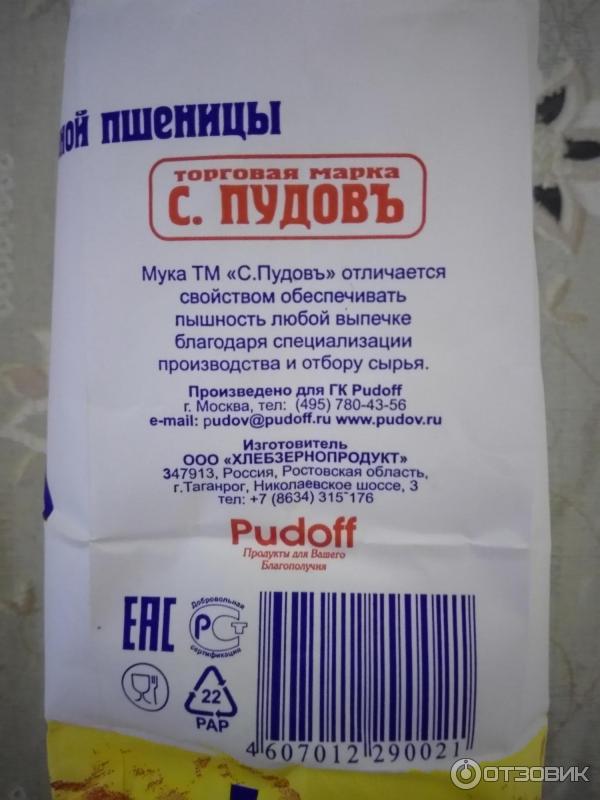 ной пшеницы
ТОРГОВАЯ МАРКА
С. ПУДОВЪ
Мука ТМ «С.Пудовъ» отличается
свойством обеспечивать
пышность любой выпечке
благодаря специализации
производства и отбору сырья.
Произведено для ГК Pudoff
г. Москва, тел: (495) 780-43-56
e-mail: pudov@pudoff.ru www.pudov.ru
Изготовитель
ООО «ХЛЕБЗЕРНОПРОДУКТ»
347913, Россия, Ростовская область,
г.Таганрог, Николаевское шоссе, 3
тел: +7 (8634) 315-176
Pudoff
Продукты для Вашего
Благополучия
ЕАС
Добровольная
РСТ
сертификация
22
PAP
4 607012 290021
ОТЗОВИК